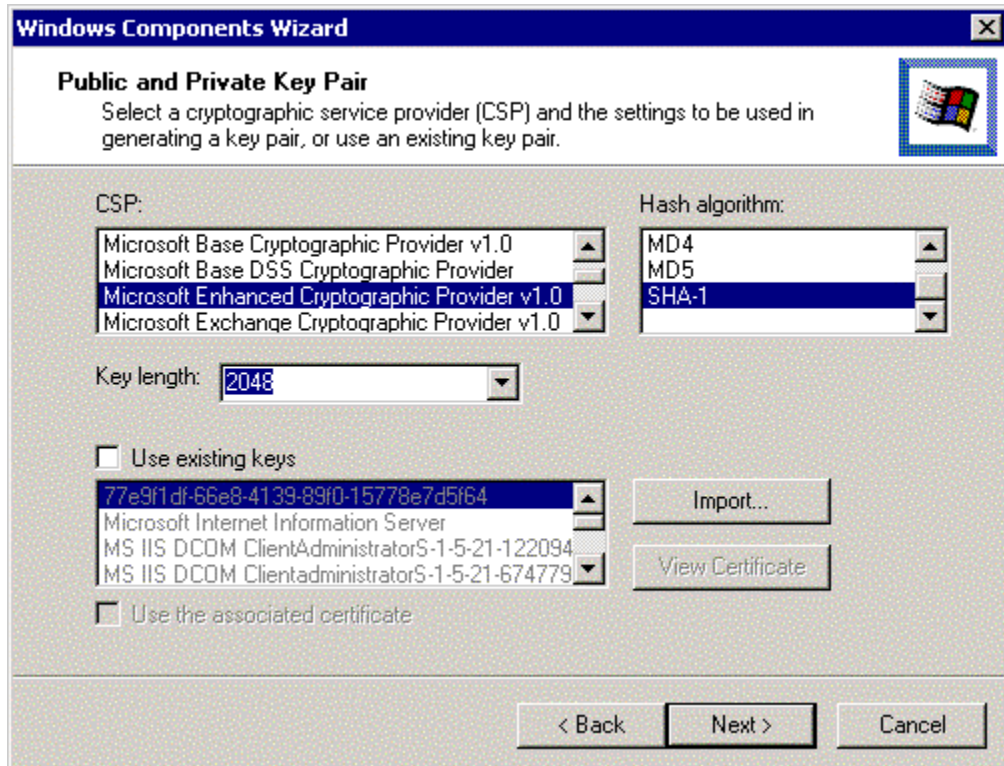 Windows Components Wizard
Public and Private Key Pair
Select a cryptographic service provider (CSP) and the settings to be used in
generating a key pair, or use an existing key pair.
CSP:
Microsoft Base Cryptographic Provider v1.0
Microsoft Base DSS Cryptographic Provider
Microsoft Enhanced Cryptographic Provider v1.0
Microsoft Exchange Cryptographic Provider v1.0
Hash algorithm:
MD4
MD5
SHA-1
Key length: 2048
Use existing keys
77e9f1df-66e8-4139-89f0-15778e7d5f64
Microsoft Internet Information Server
MS IIS DCOM ClientAdministratorS-1-5-21-122094
MS IIS DCOM ClientadministratorS-1-5-21-674779
Import...
View Certificate
Use the associated certificate
< Back
Next >
Cancel